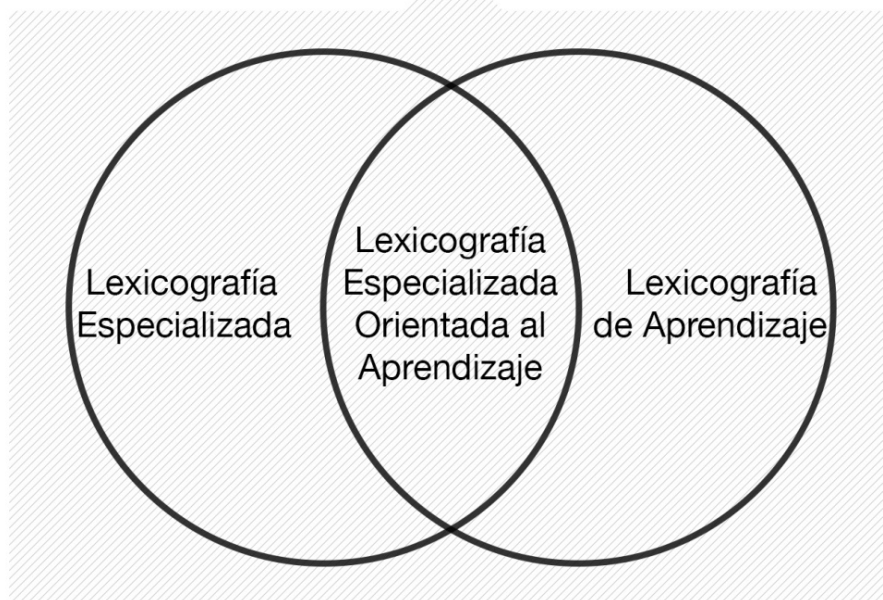 Lexicografía
Especializada
Lexicografía
Especializada
Orientada al
Aprendizaje
Lexicografía
de Aprendizaje